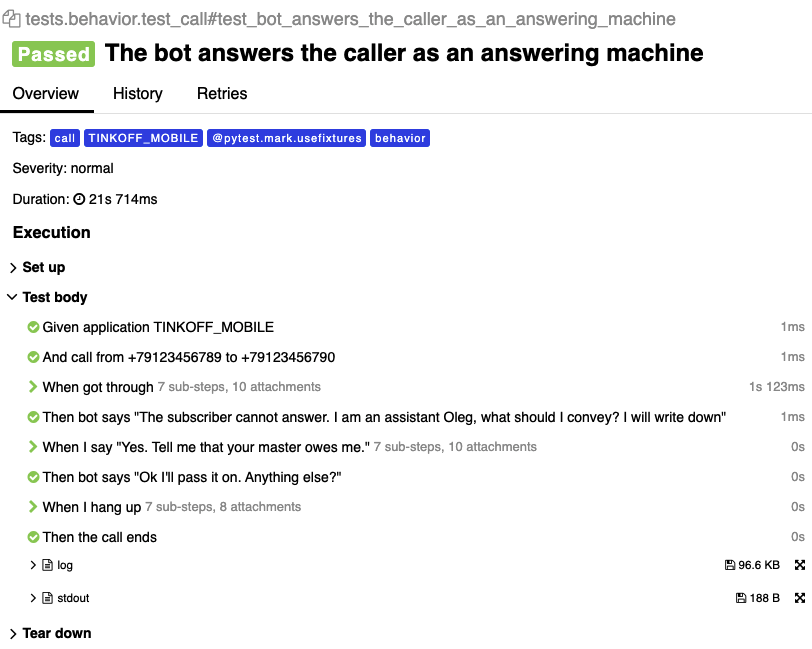 tests.behavior.test_call#test_bot_answers_the_caller_as_an_answering_machine
Passed The bot answers the caller as an answering machine
Overview History Retries
Tags: call TINKOFF_MOBILE @pytest.mark.usefixtures behavior
Severity: normal
Duration: 21s 714ms
Execution
Set up
Test body
Given application TINKOFF_MOBILE 1ms
And call from +79123456789 to +79123456790 1ms
When got through 7 sub-steps, 10 attachments 1s 123ms
Then bot says "The subscriber cannot answer. I am an assistant Oleg, what should I convey? I will write down" 1ms
When I say "Yes. Tell me that your master owes me." 7 sub-steps, 10 attachments 0s
Then bot says "Ok I'll pass it on. Anything else?" 0s
When I hang up 7 sub-steps, 8 attachments 0s
Then the call ends 0s
log 96.6 KB
stdout 188 B
Tear down